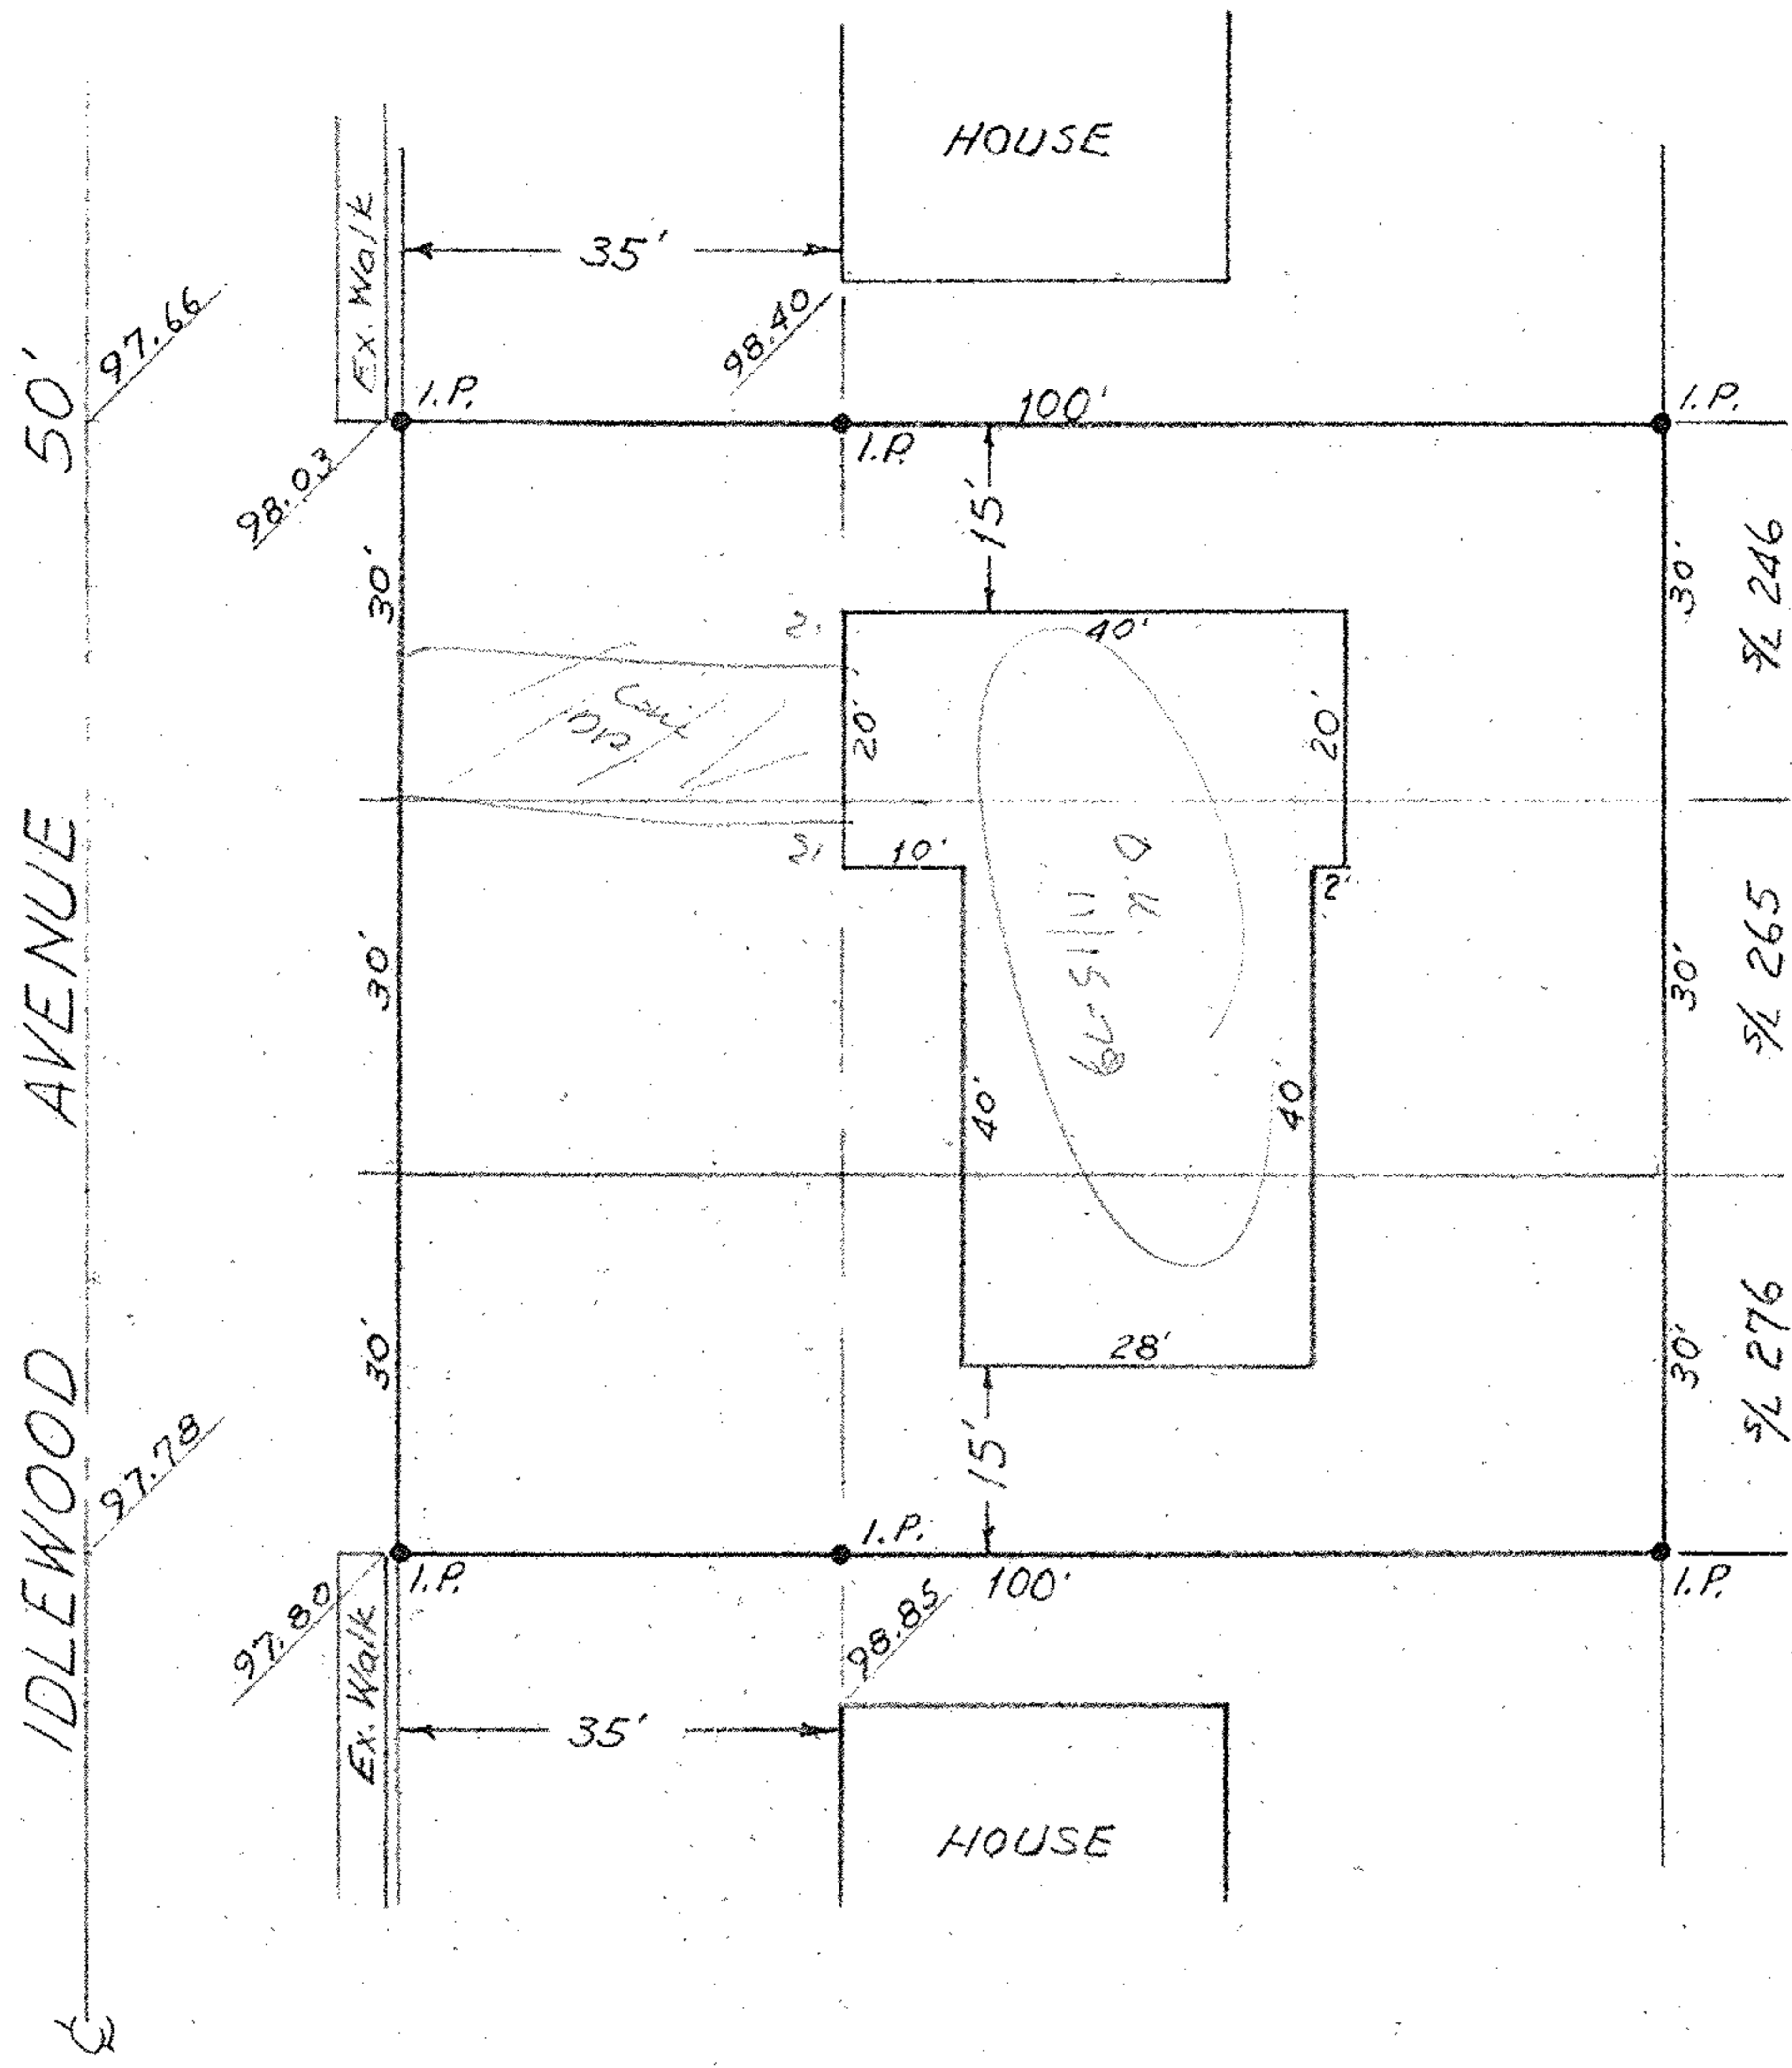 IDLEWOOD AVENUE 50'
97.66
97.78
Ex. Walk
HOUSE
35'
98.40
98.03
I.P.
I.P.
100'
I.P.
15'
30'
40'
20'
20'
10'
2'
30'
40'
40'
28'
30'
15'
30'
S/L 246
30'
S/L 265
30'
S/L 276
97.80
I.P.
I.P.
100'
I.P.
98.85
Ex. Walk
35'
HOUSE